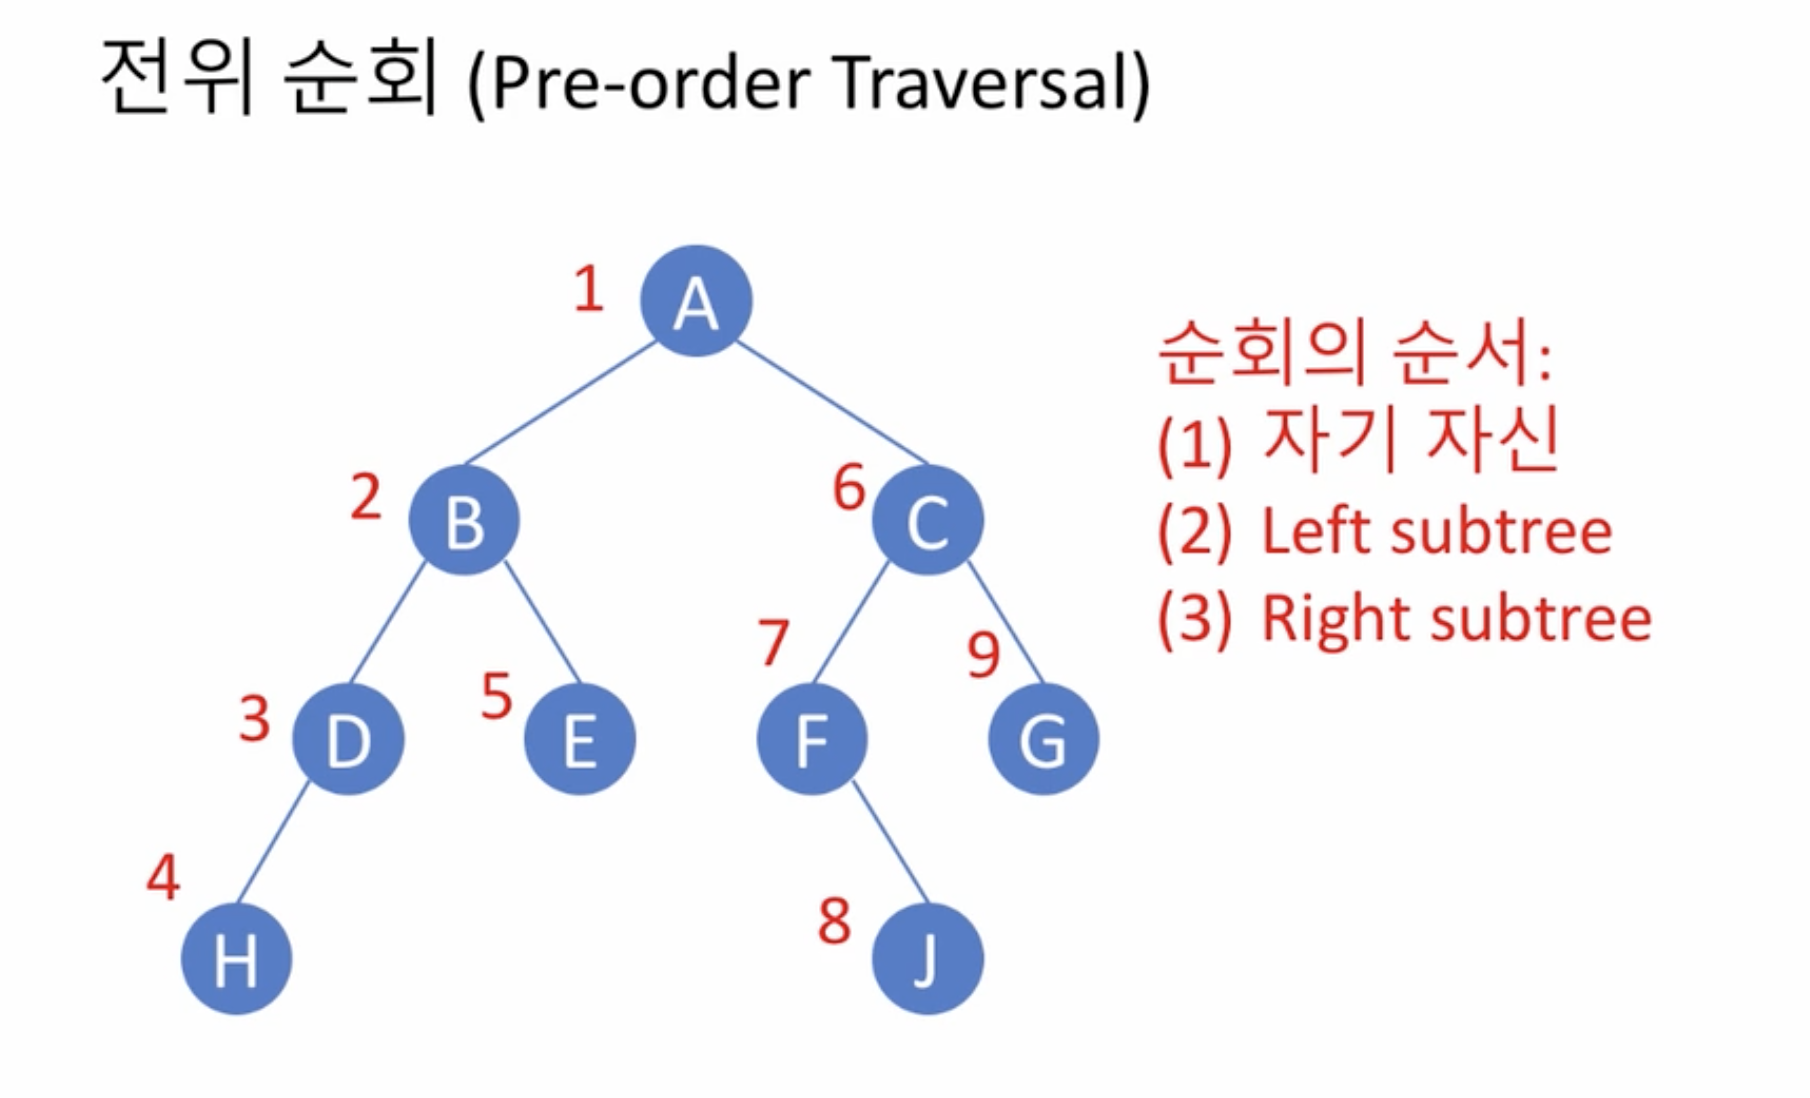 전위 순회 (Pre-order Traversal)
1 A
순회의 순서:
(1) 자기 자신
(2) Left subtree
(3) Right subtree
2 B 6 C
3 D 5 E 7 F 9 G
4 H 8 J